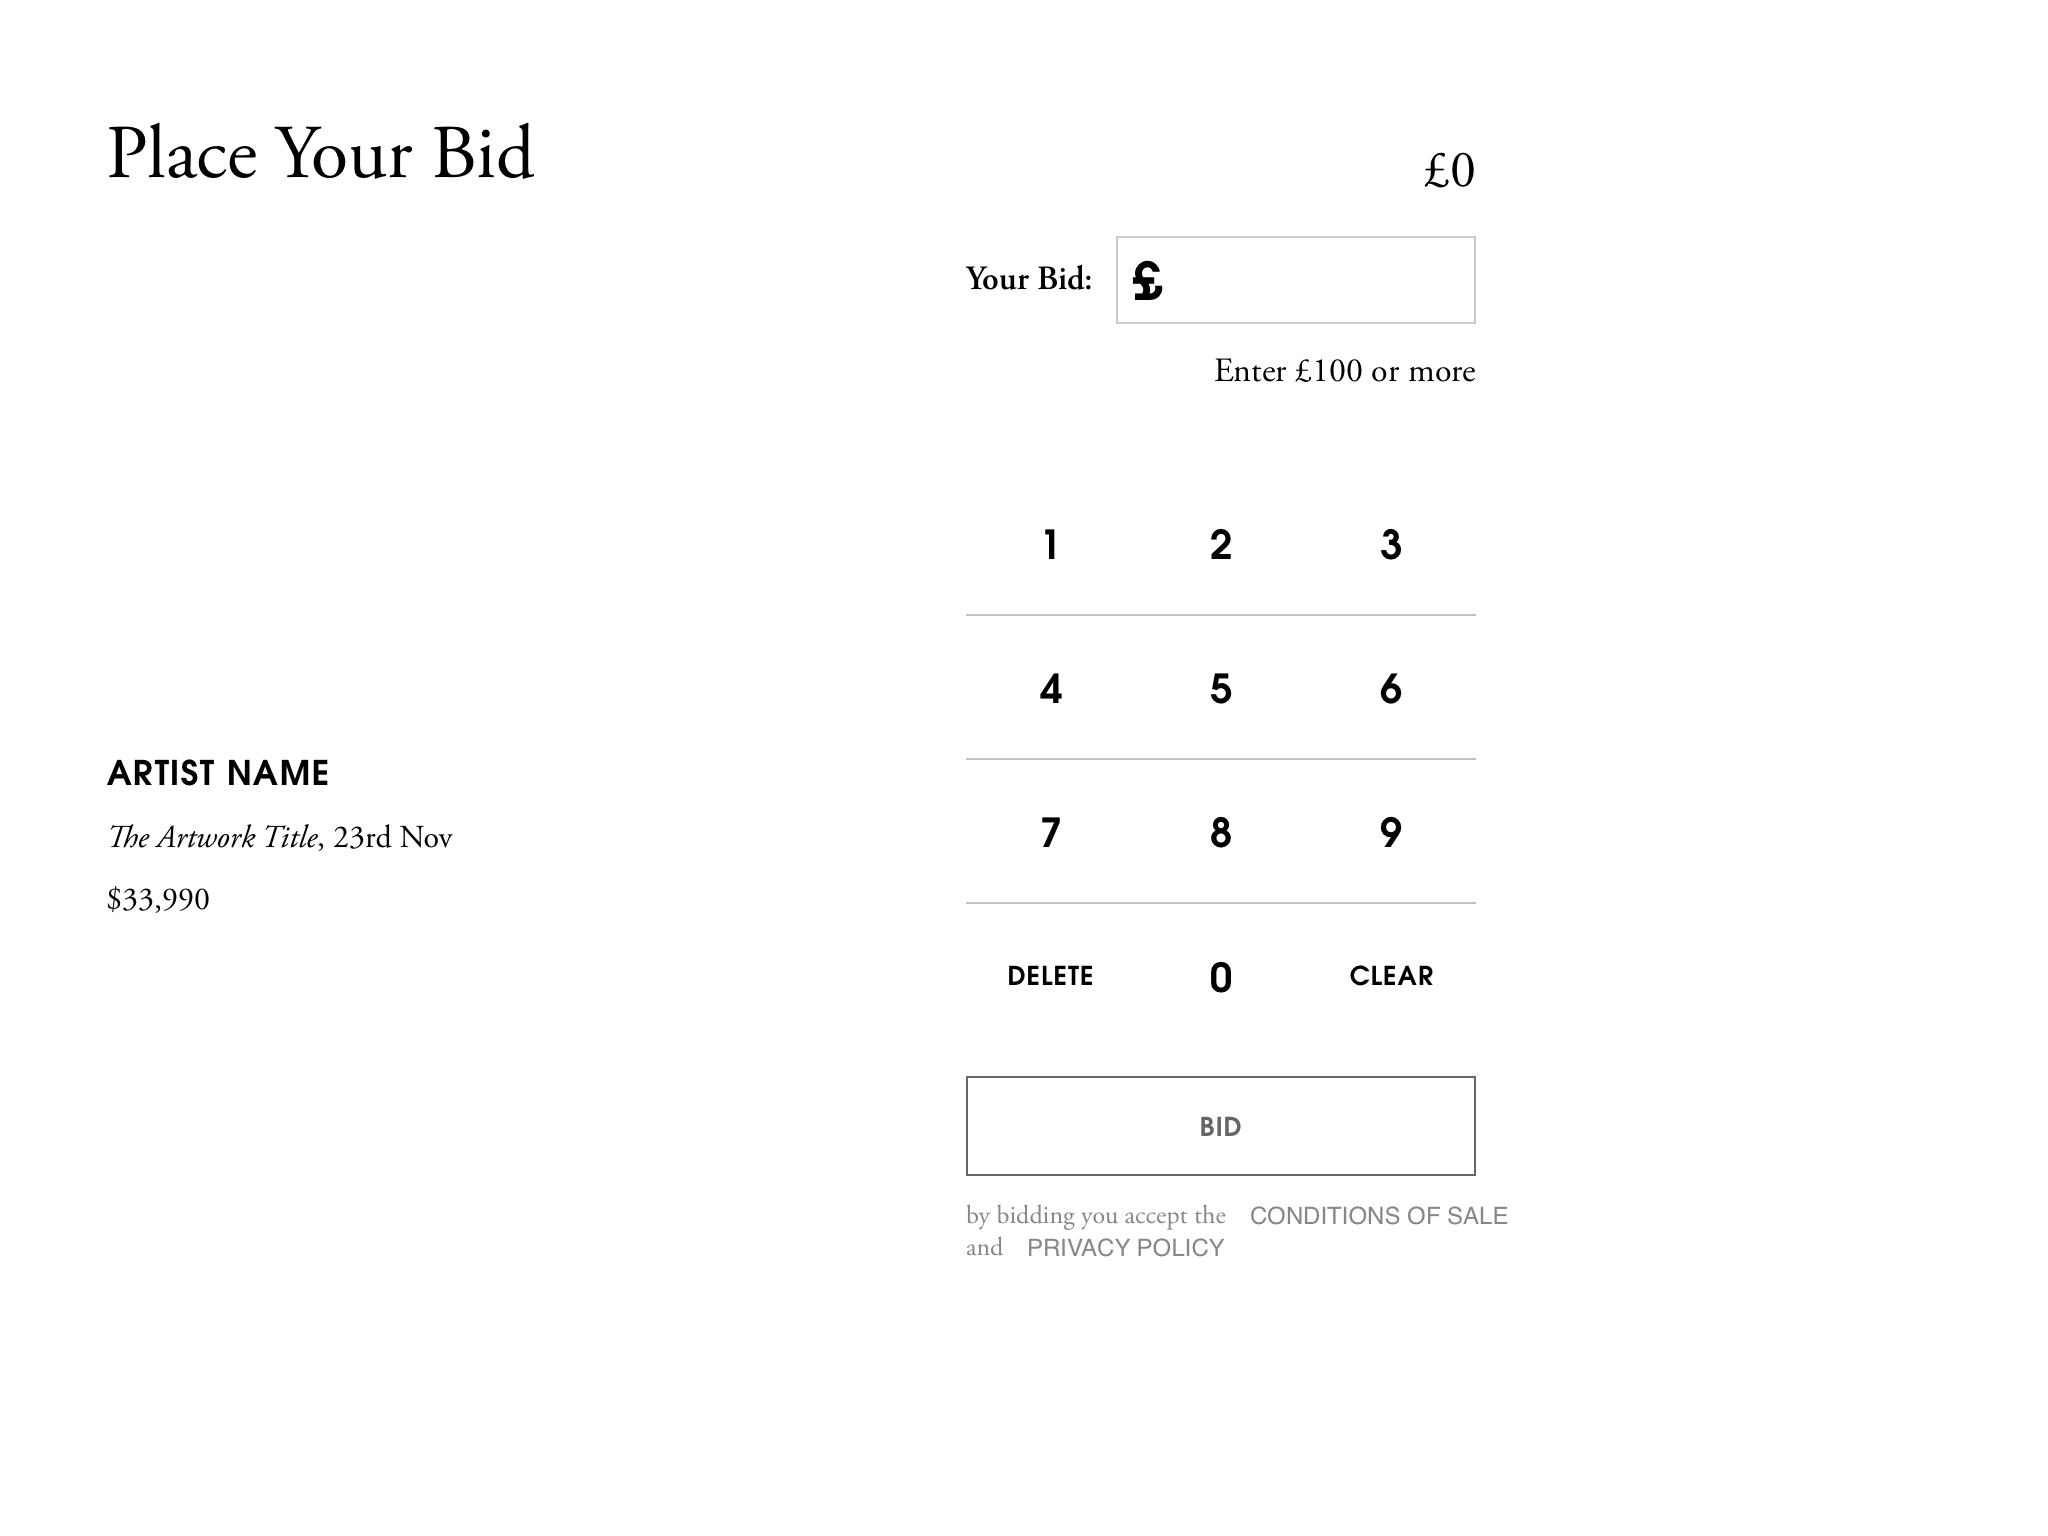 Place Your Bid
£0
Your Bid: £
Enter £100 or more
1 2 3
4 5 6
7 8 9
DELETE 0 CLEAR
ARTIST NAME
The Artwork Title, 23rd Nov
$33,990
BID
by bidding you accept the CONDITIONS OF SALE
and PRIVACY POLICY